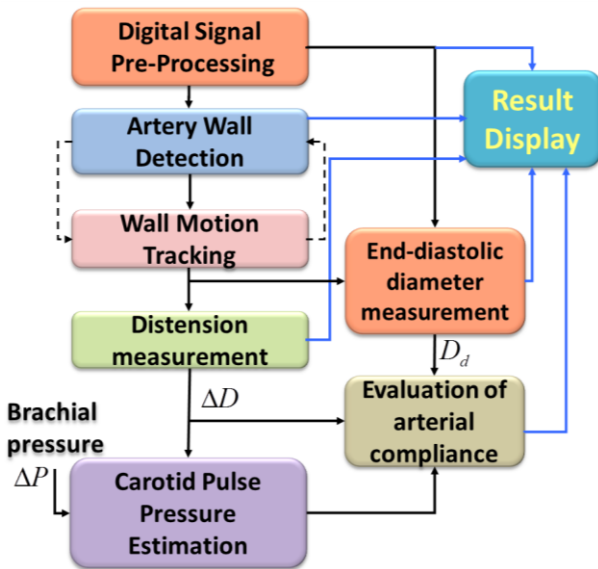 Digital Signal
Pre-Processing
Result
Display
Artery Wall
Detection
Wall Motion
Tracking
End-diastolic
diameter
measurement
Distension
measurement
D_d
ΔD
Evaluation of
arterial
compliance
Brachial
pressure
ΔP
Carotid Pulse
Pressure
Estimation